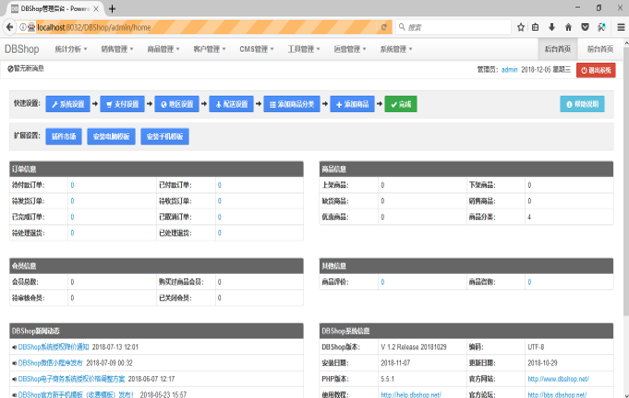 DBShop管理后台 - Powere
localhost:8032/DBShop/admin/home
搜索
DBShop 统计分析 销售管理 商品管理 客户管理 CMS管理 工具管理 运营管理 系统管理 后台首页 前台首页
暂无新消息 管理员：admin 2018-12-05 星期三 退出系统
快速设置： 系统设置 支付设置 地区设置 配送设置 添加商品分类 添加商品 完成 帮助说明
扩展设置： 插件市场 安装电脑模板 安装手机模板
订单信息 商品信息
待付款订单： 0 已付款订单： 0 上架商品： 0 下架商品： 0
待发货订单： 0 待收货订单： 0 缺货商品： 0 销售商品： 0
已完成订单： 0 已取消订单： 0 优惠商品： 0 商品分类： 4
待处理退货： 0 已处理退货： 0
会员信息 其他信息
会员总数： 0 购买过商品会员： 0 商品评价： 0 商品咨询： 0
待审核会员： 0 已关闭会员： 0
DBShop新闻动态 DBShop系统信息
DBShop系统授权降价通知 2018-07-13 12:01 DBShop版本： V 1.2 Release 20181029 编码： UTF-8
DBShop微信小程序发布 2018-07-09 00:32 安装日期： 2018-11-07 更新日期： 2018-10-29
DBShop电子商务系统授权价格调整方案 2018-06-07 12:17 PHP版本： 5.5.1 官方网站： http://www.dbshop.net/
DBShop官方新手机模板（收费模板）发布！ 2018-05-23 15:57 使用教程： http://help.dbshop.net/ 官方论坛： http://bbs.dbshop.net/